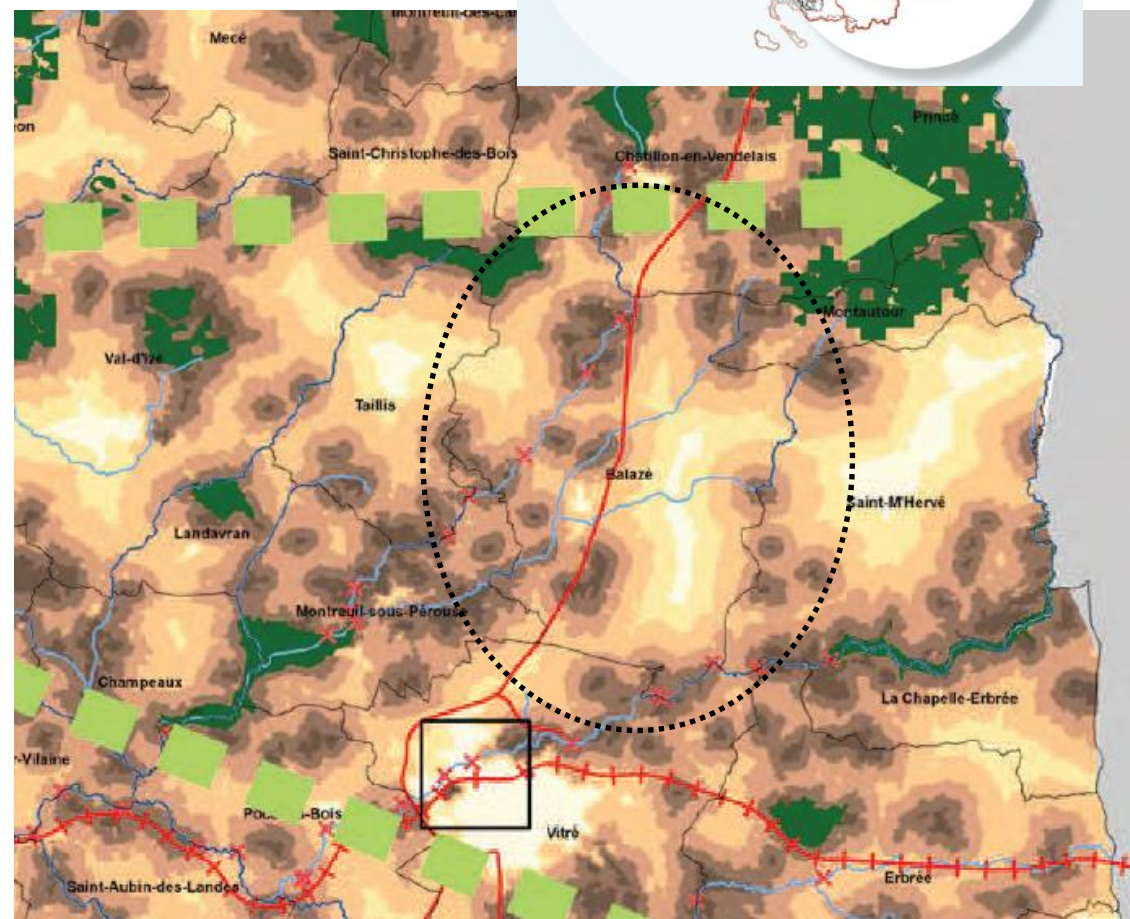 Mecé
Saint-Christophe-des-Bois
Châtillon-en-Vendelais
Princé
Montautour
Val-d'Izé
Taillis
Balazé
Saint-M'Hervé
Landavran
Montreuil-sous-Pérouse
Champeaux
La Chapelle-Erbrée
r-Vilaine
Vitré
Saint-Aubin-des-Landes
Erbrée